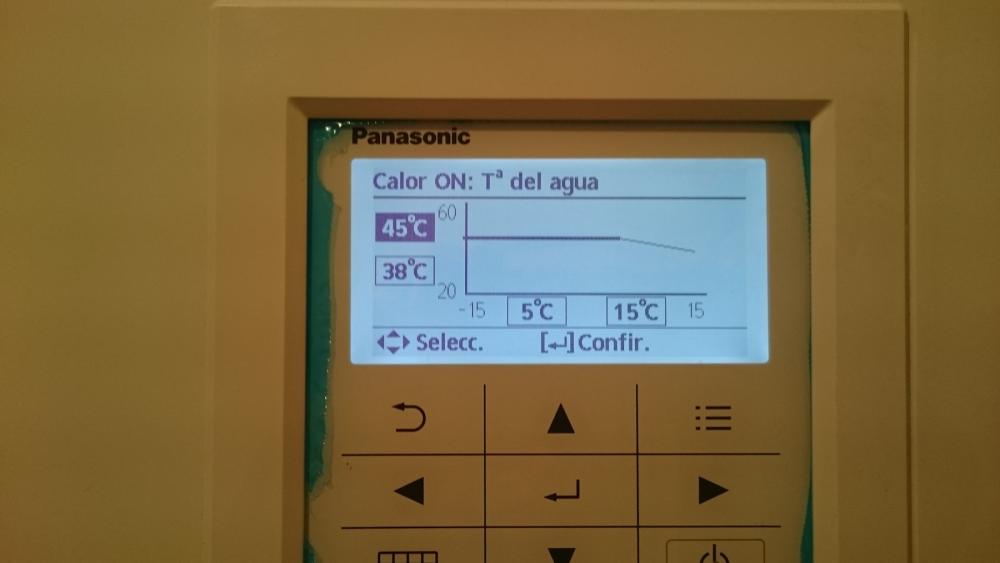 Panasonic
Calor ON: Tª del agua
60
45°C
38°C
20
-15 5°C 15°C 15
Selecc. [↵]Confir.